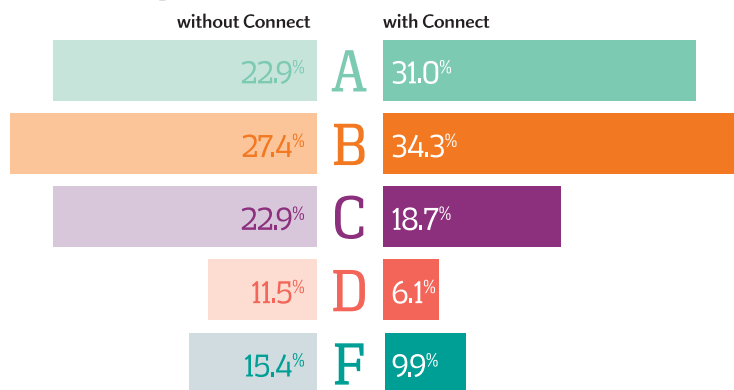 without Connect with Connect
22.9% A 31.0%
27.4% B 34.3%
22.9% C 18.7%
11.5% D 6.1%
15.4% F 9.9%